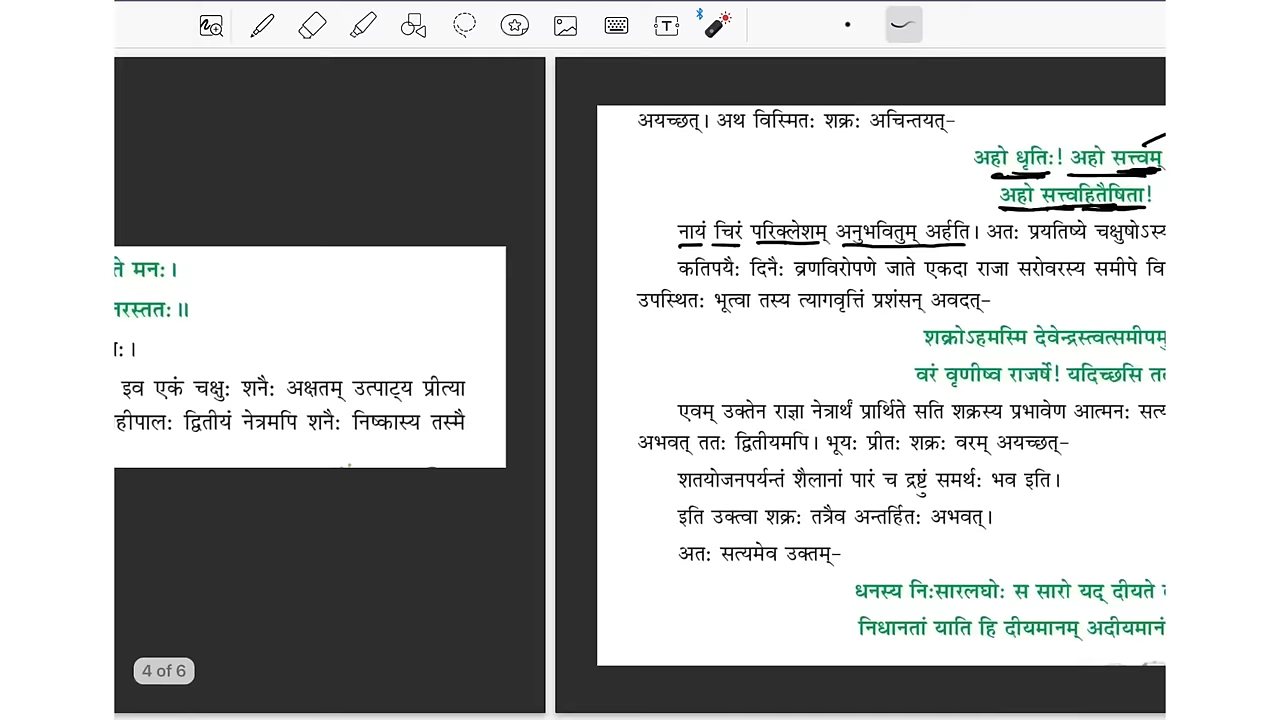 ते मनः।
नरस्ततः॥
इव एकं चक्षुः शनैः अक्षतम् उत्पाट्य प्रीत्या
हीपालः द्वितीयं नेत्रमपि शनैः निष्कास्य तस्मै
4 of 6
अयच्छत्। अथ विस्मितः शक्रः अचिन्तयत्-
अहो धृतिः! अहो सत्त्वम्
अहो सत्त्वहितैषिता!
नायं चिरं परिक्लेशम् अनुभवितुम् अर्हति। अतः प्रयतिष्ये चक्षुषोऽस्य
कतिपयैः दिनैः व्रणविरोपणे जाते एकदा राजा सरोवरस्य समीपे वि
उपस्थितः भूत्वा तस्य त्यागवृत्तिं प्रशंसन् अवदत्-
शक्रोऽहमस्मि देवेन्द्रस्त्वत्समीपमु
वरं वृणीष्व राजर्षे! यदिच्छसि तद
एवम् उक्तेन राज्ञा नेत्रार्थं प्रार्थिते सति शक्रस्य प्रभावेण आत्मनः सत्य
अभवत् ततः द्वितीयमपि। भूयः प्रीतः शक्रः वरम् अयच्छत्-
शतयोजनपर्यन्तं शैलानां पारं च द्रष्टुं समर्थः भव इति।
इति उक्त्वा शक्रः तत्रैव अन्तर्हितः अभवत्।
अतः सत्यमेव उक्तम्-
धनस्य निःसारलघोः स सारो यद् दीयते
निधानतां याति हि दीयमानम् अदीयमानं